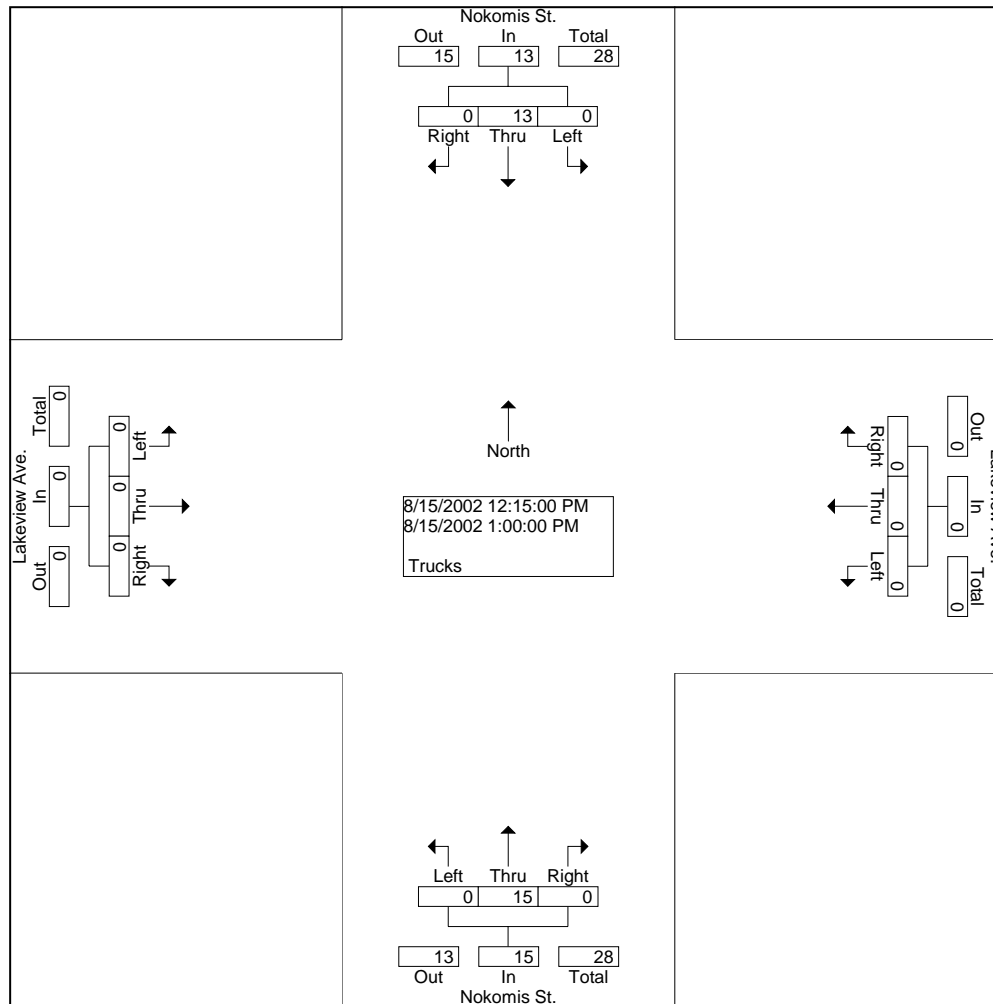 Nokomis St.
Out In Total
15 13 28
0 13 0
Right Thru Left
Lakeview Ave.
Total In Out
0 0 0
0 0 0
Left Thru Right
North
8/15/2002 12:15:00 PM
8/15/2002 1:00:00 PM
Trucks
Right Thru Left
0 0 0
Out In Total
0 0 0
Left Thru Right
0 15 0
13 15 28
Out In Total
Nokomis St.